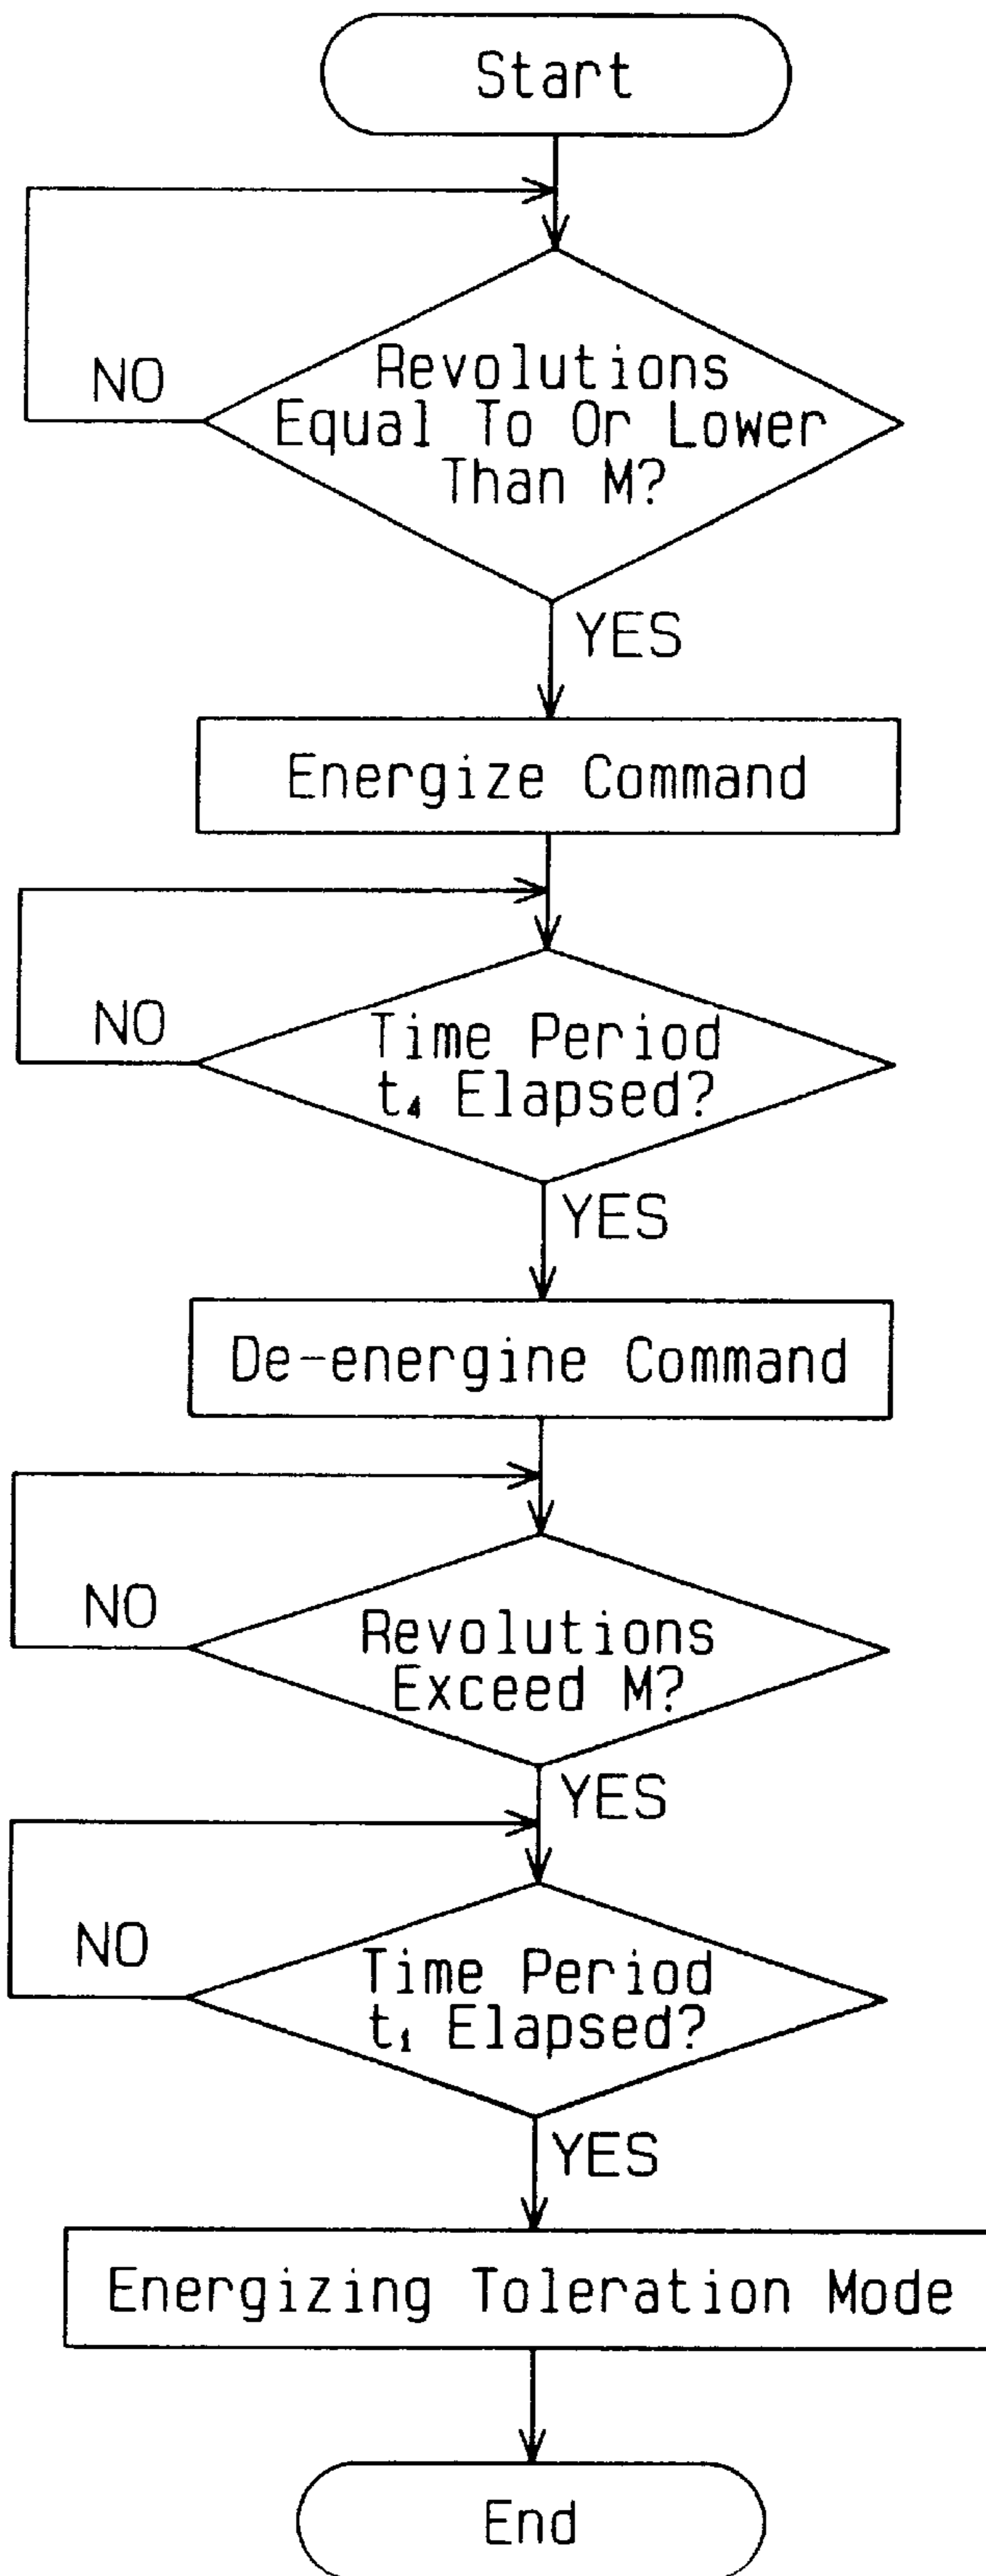 Start
NO
Revolutions
Equal To Or Lower
Than M?
YES
Energize Command
NO
Time Period
t₄ Elapsed?
YES
De-energine Command
NO
Revolutions
Exceed M?
YES
NO
Time Period
t₁ Elapsed?
YES
Energizing Toleration Mode
End